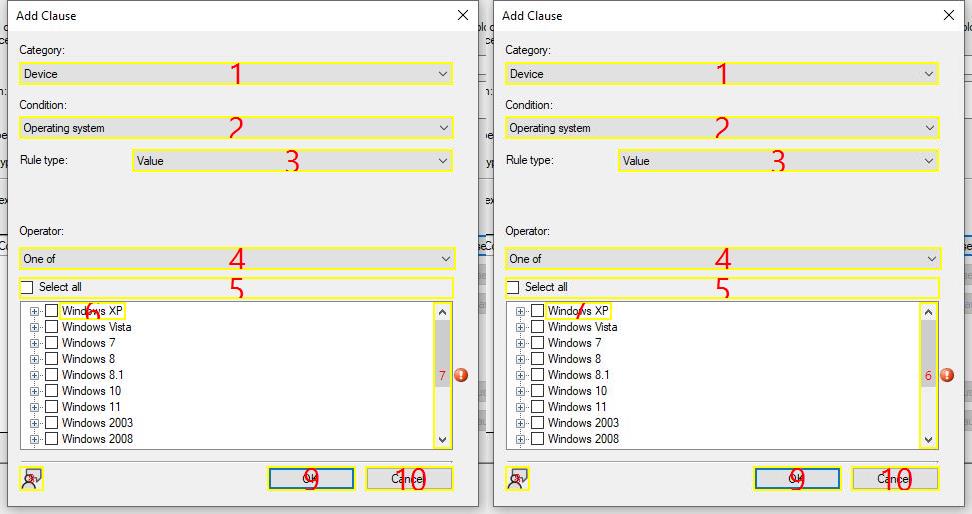 Add Clause
Category:
Device
1
Condition:
Operating system
2
Rule type:
Value
3
Operator:
One of
4
Select all
5
Windows XP
6
Windows Vista
Windows 7
Windows 8
Windows 8.1
7
Windows 10
Windows 11
Windows 2003
Windows 2008
OK
9
Cancel
10
Add Clause
Category:
Device
1
Condition:
Operating system
2
Rule type:
Value
3
Operator:
One of
4
Select all
5
Windows XP
7
Windows Vista
Windows 7
Windows 8
Windows 8.1
6
Windows 10
Windows 11
Windows 2003
Windows 2008
OK
9
Cancel
10